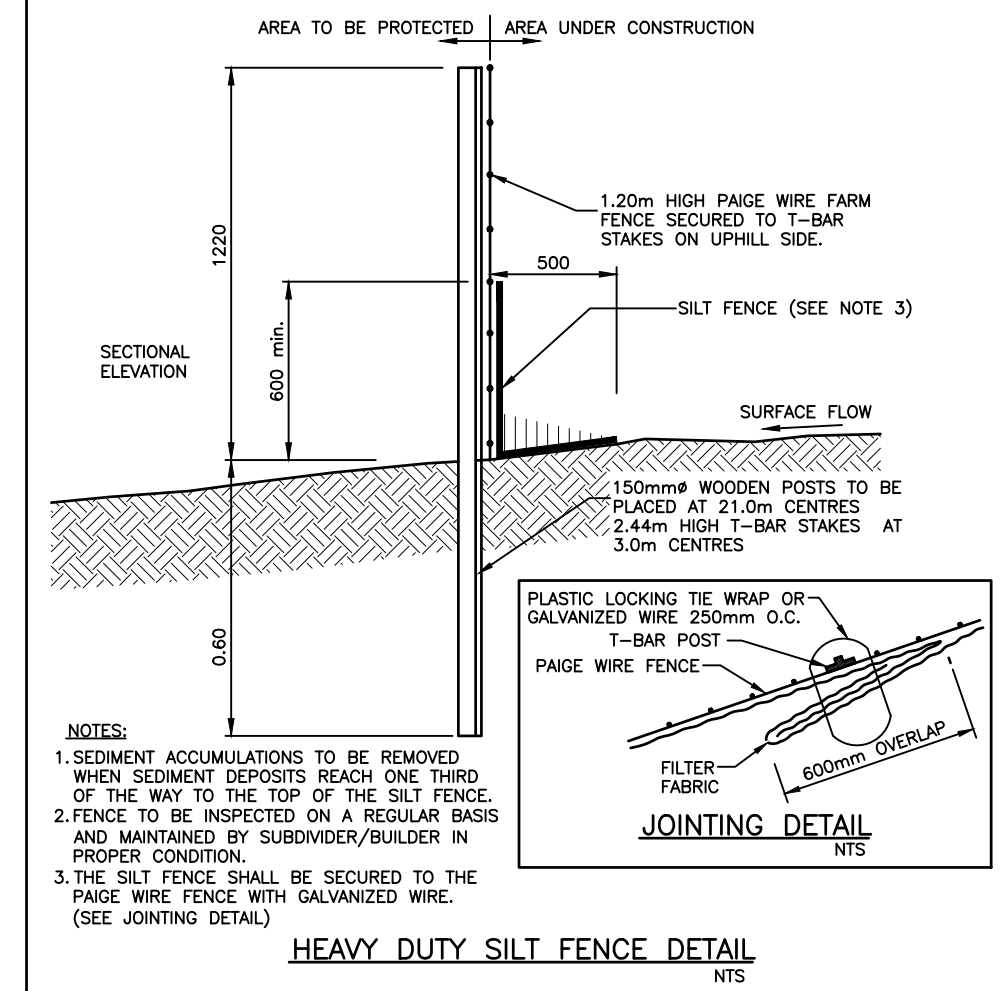 AREA TO BE PROTECTED
AREA UNDER CONSTRUCTION
1220
600 min.
500
1.20m HIGH PAIGE WIRE FARM
FENCE SECURED TO T-BAR
STAKES ON UPHILL SIDE.
SILT FENCE (SEE NOTE 3)
SECTIONAL
ELEVATION
SURFACE FLOW
150mmø WOODEN POSTS TO BE
PLACED AT 21.0m CENTRES
2.44m HIGH T-BAR STAKES AT
3.0m CENTRES
0.60
PLASTIC LOCKING TIE WRAP OR
GALVANIZED WIRE 250mm O.C.
T-BAR POST
PAIGE WIRE FENCE
FILTER
FABRIC
600mm OVERLAP
JOINTING DETAIL
NTS
NOTES:
1. SEDIMENT ACCUMULATIONS TO BE REMOVED
WHEN SEDIMENT DEPOSITS REACH ONE THIRD
OF THE WAY TO THE TOP OF THE SILT FENCE.
2. FENCE TO BE INSPECTED ON A REGULAR BASIS
AND MAINTAINED BY SUBDIVIDER/BUILDER IN
PROPER CONDITION.
3. THE SILT FENCE SHALL BE SECURED TO THE
PAIGE WIRE FENCE WITH GALVANIZED WIRE.
(SEE JOINTING DETAIL)
HEAVY DUTY SILT FENCE DETAIL
NTS